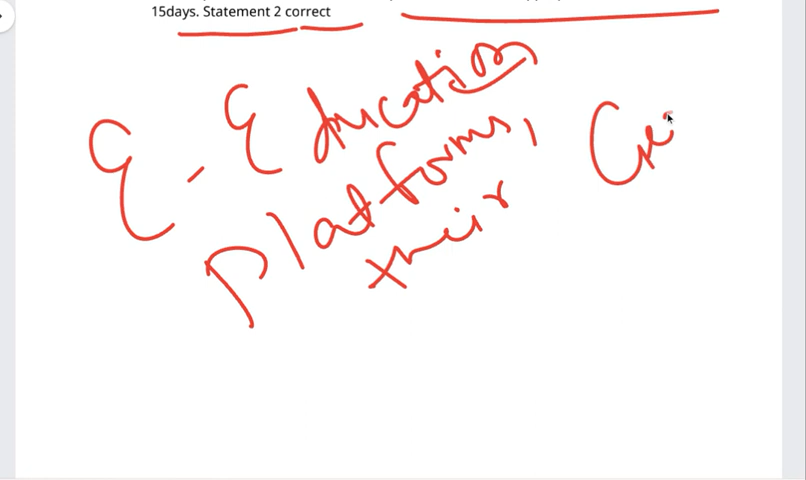 15days. Statement 2 correct
E-Education
Platforms,
their